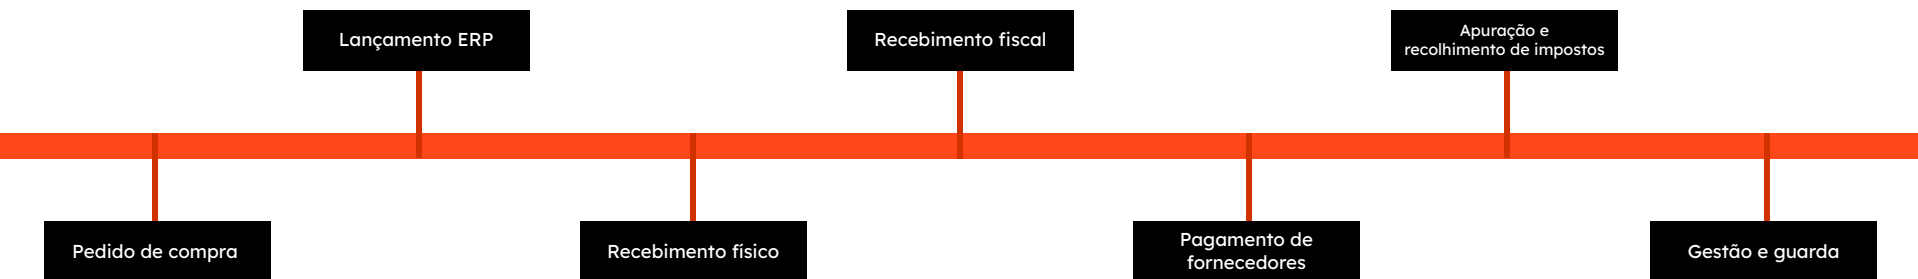 Lançamento ERP
Recebimento fiscal
Apuração e
recolhimento de impostos
Pedido de compra
Recebimento físico
Pagamento de
fornecedores
Gestão e guarda